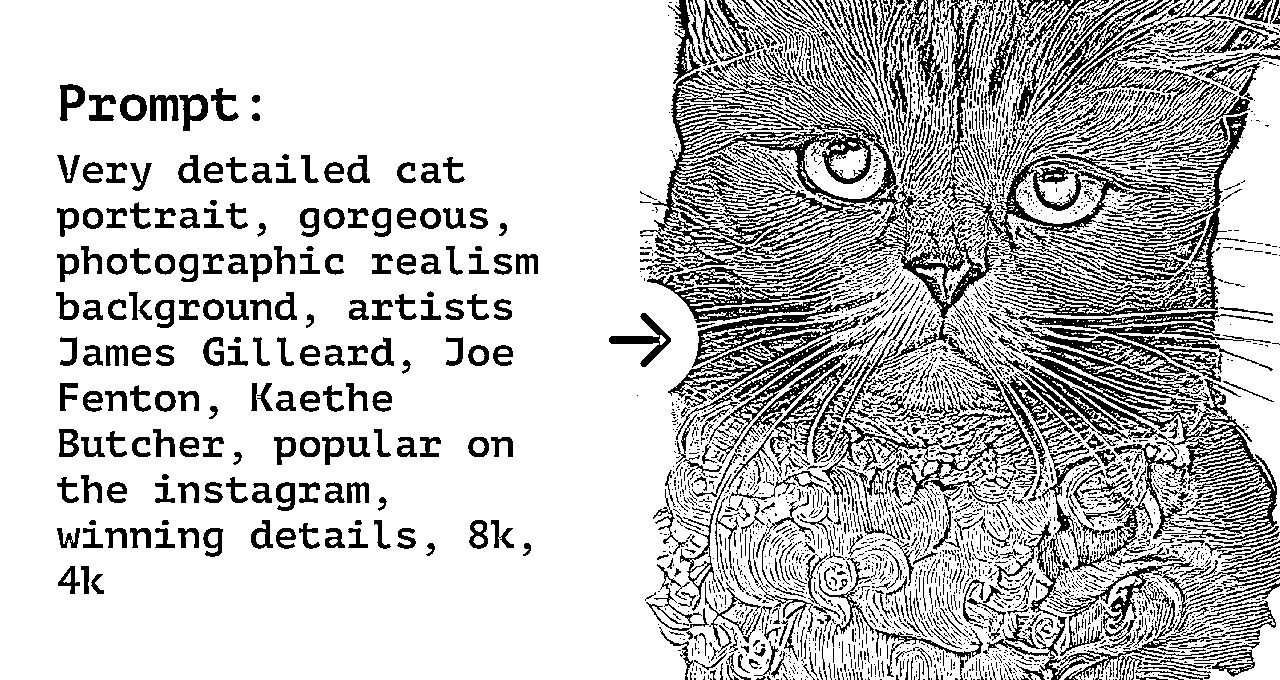 Prompt:
Very detailed cat
portrait, gorgeous,
photographic realism
background, artists
James Gilleard, Joe
Fenton, Kaethe
Butcher, popular on
the instagram,
winning details, 8k,
4k